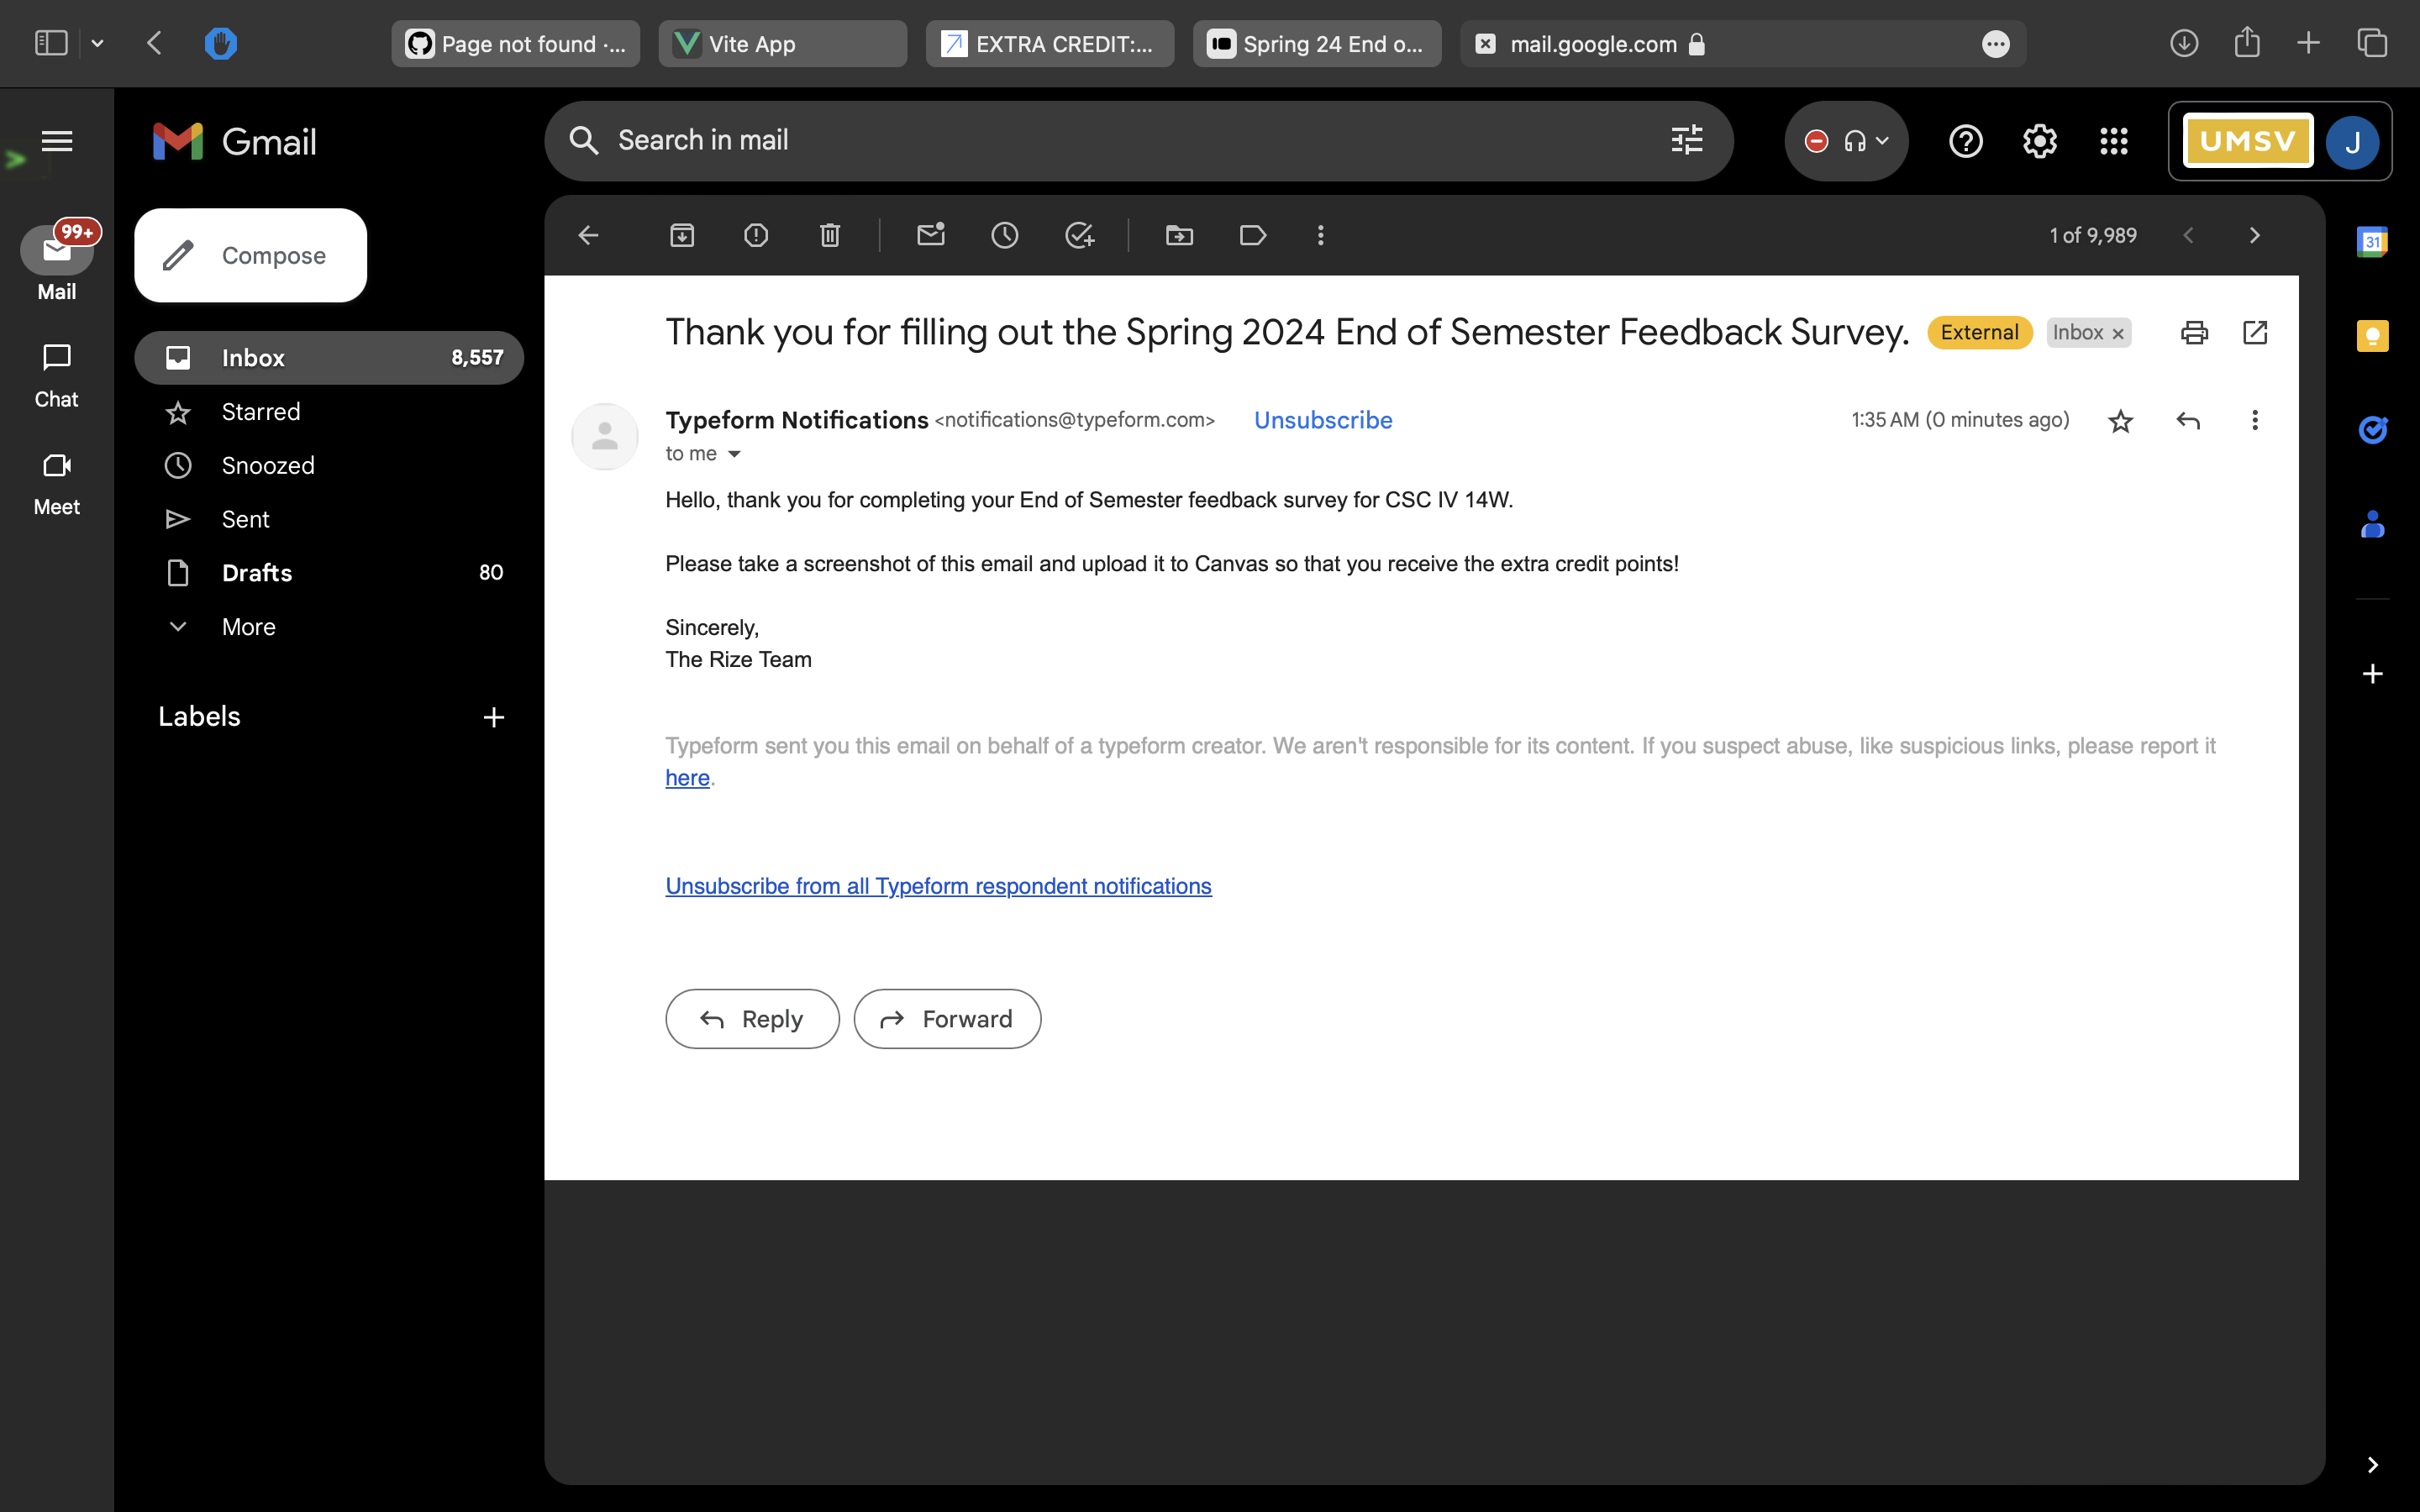 Page not found ·...
Vite App
EXTRA CREDIT:...
Spring 24 End o...
mail.google.com
Gmail
Search in mail
UMSV
J
99+
Mail
Chat
Meet
Compose
Inbox 8,557
Starred
Snoozed
Sent
Drafts 80
More
Labels
1 of 9,989
31
Thank you for filling out the Spring 2024 End of Semester Feedback Survey. External Inbox ×
Typeform Notifications <notifications@typeform.com> Unsubscribe 1:35 AM (0 minutes ago)
to me
Hello, thank you for completing your End of Semester feedback survey for CSC IV 14W.
Please take a screenshot of this email and upload it to Canvas so that you receive the extra credit points!
Sincerely,
The Rize Team
Typeform sent you this email on behalf of a typeform creator. We aren't responsible for its content. If you suspect abuse, like suspicious links, please report it
here.
Unsubscribe from all Typeform respondent notifications
Reply
Forward